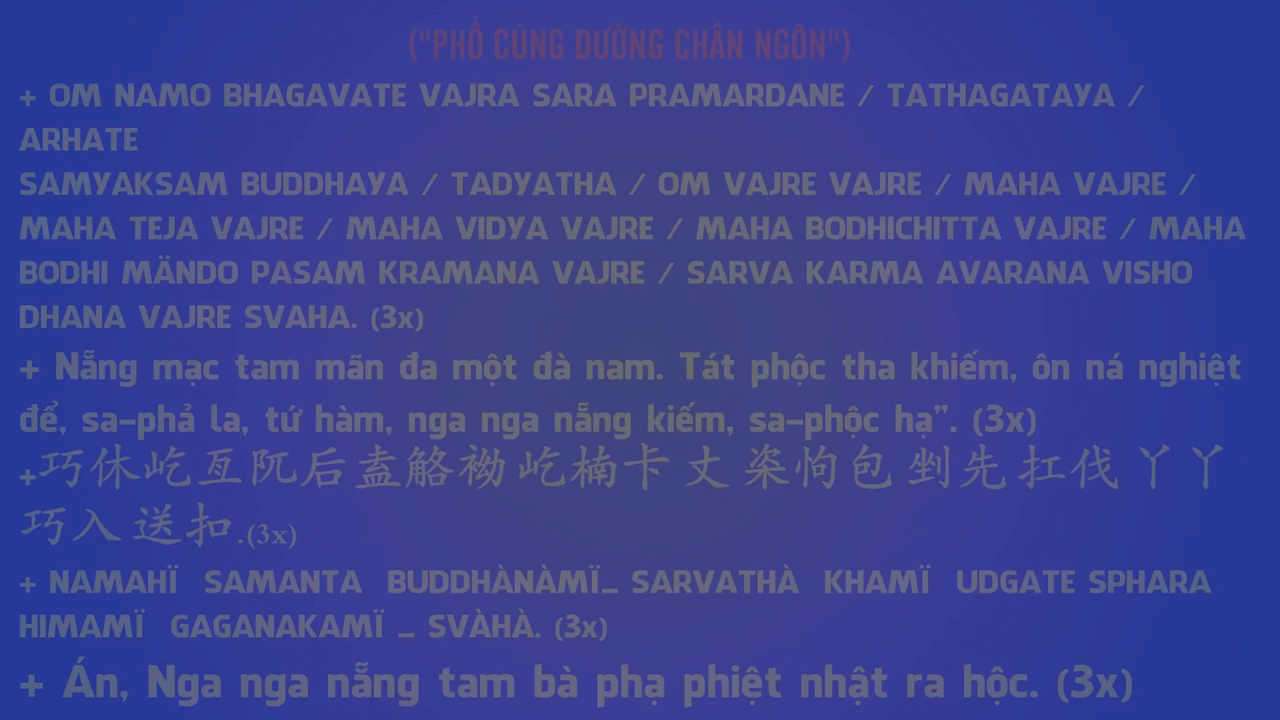 ("PHỔ CÚNG DƯỜNG CHÂN NGÔN")
+ OM NAMO BHAGAVATE VAJRA SARA PRAMARDANE / TATHAGATAYA /
ARHATE
SAMYAKSAM BUDDHAYA / TADYATHA / OM VAJRE VAJRE / MAHA VAJRE /
MAHA TEJA VAJRE / MAHA VIDYA VAJRE / MAHA BODHICHITTA VAJRE / MAHA
BODHI MÄNDO PASAM KRAMANA VAJRE / SARVA KARMA AVARANA VISHO
DHANA VAJRE SVAHA. (3x)
+ Nẵng mạc tam mãn đa một đà nam. Tát phộc tha khiếm, ôn ná nghiệt
để, sa-phả la, tứ hàm, nga nga nẵng kiếm, sa-phộc hạ”. (3x)
+巧休屹亙阢后盍觡袎屹楠卡丈姿恦包剉先扛伐丫丫
巧入送扣.(3x)
+ NAMAHÏ SAMANTA BUDDHÀNÀMÏ_ SARVATHÀ KHAMÏ UDGATE SPHARA
HIMAMÏ GAGANAKAMÏ _ SVÀHÀ. (3x)
+ Án, Nga nga nẵng tam bà phạ phiệt nhật ra hộc. (3x)